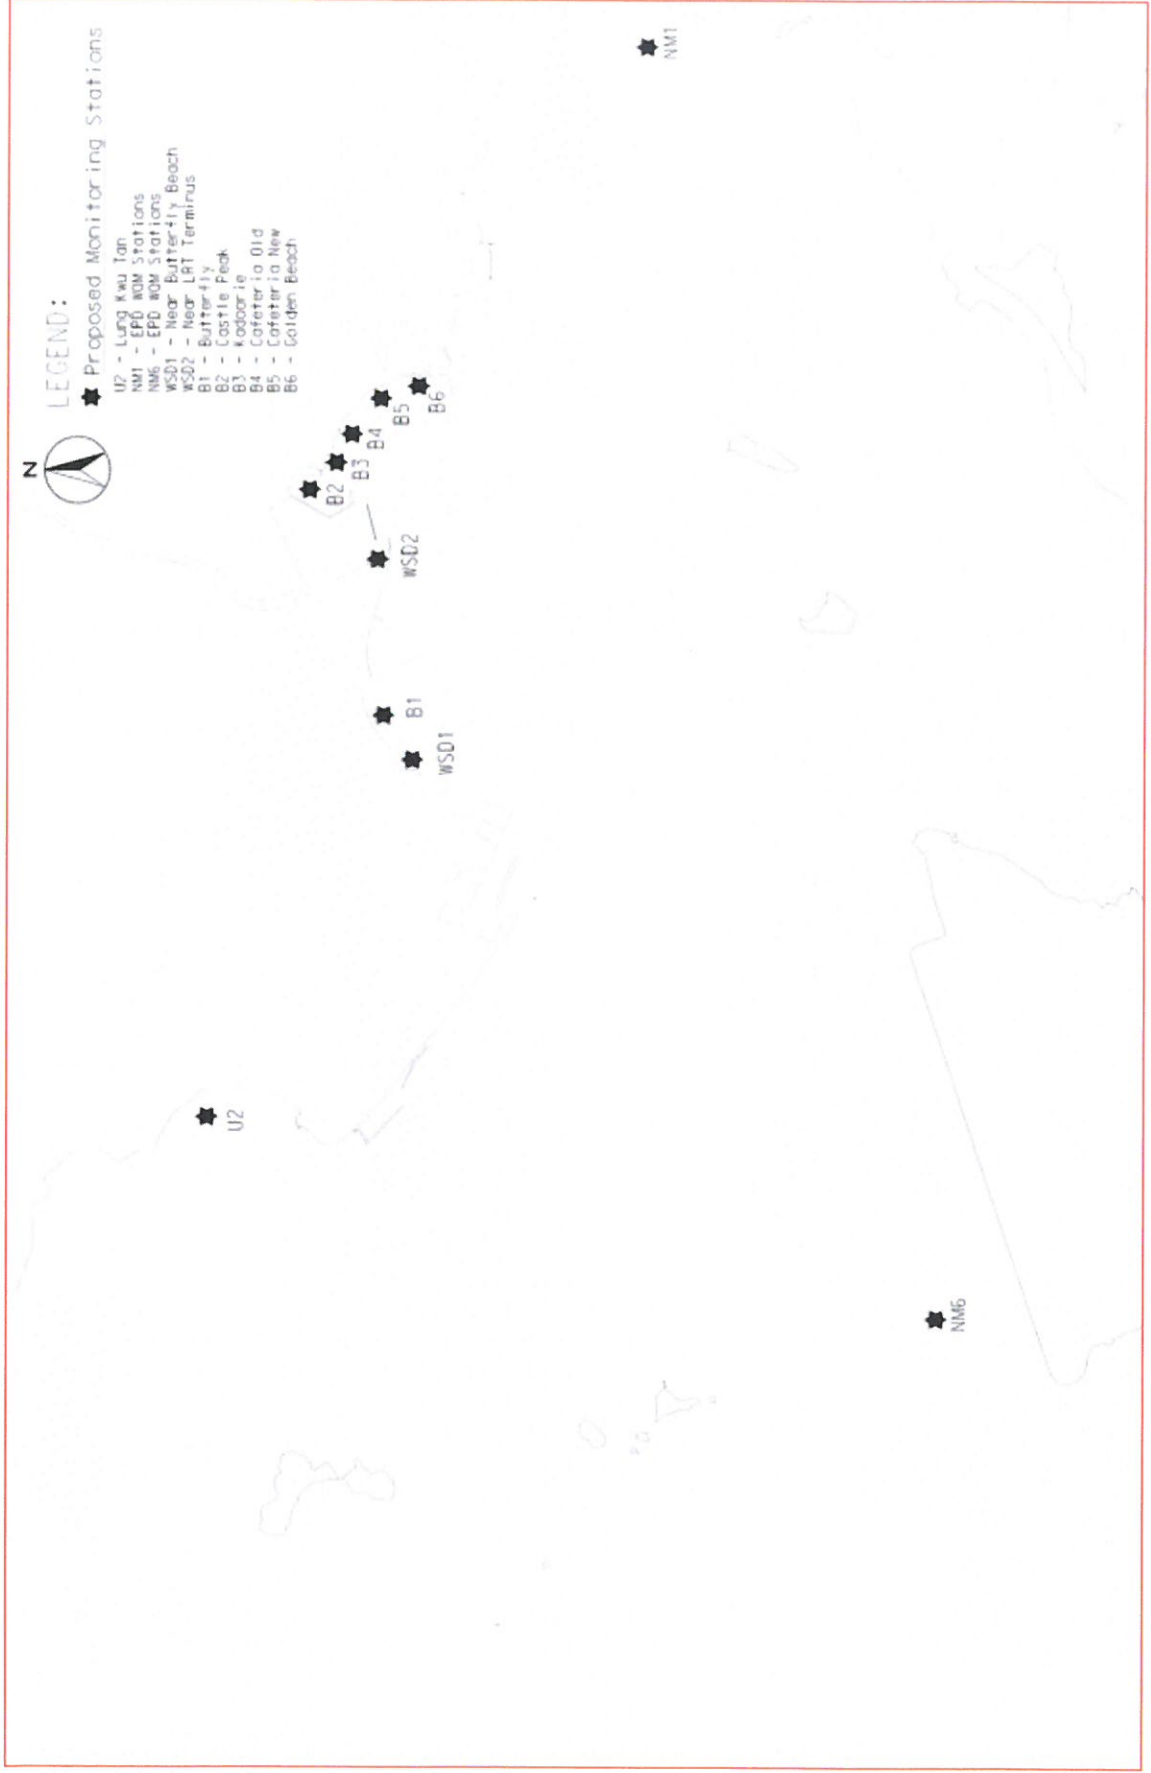 N
LEGEND:
Proposed Monitoring Stations
U2 - Lung Kwu Tan
NM1 - EPD WQM Stations
NM6 - EPD WQM Stations
WSD1 - Near Butterfly Beach
WSD2 - Near LRT Terminus
B1 - Butterfly
B2 - Castle Peak
B3 - Kadoorie
B4 - Cafeteria Old
B5 - Cafeteria New
B6 - Golden Beach
U2
B2
B3
B4
B5
B6
WSD2
B1
WSD1
NM1
NM6